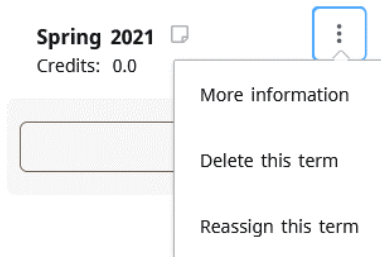 Spring 2021
Credits: 0.0
More information
Delete this term
Reassign this term